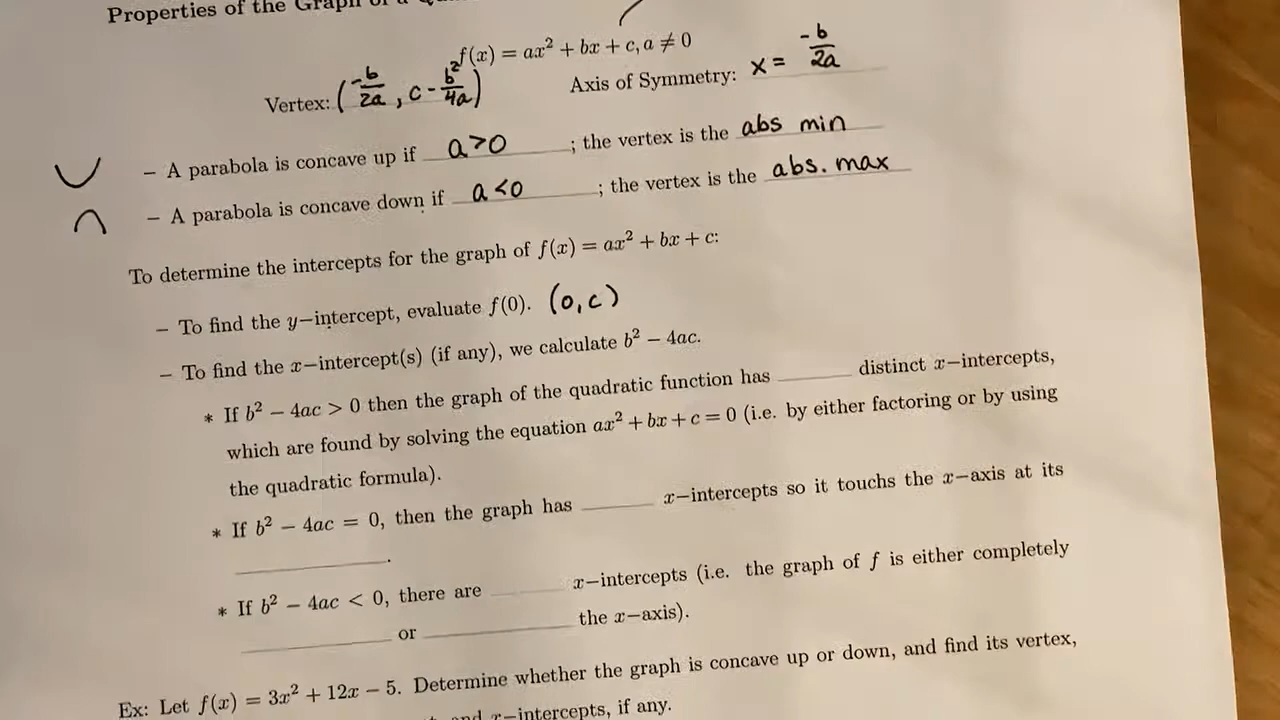 Properties of the Graph of a
f(x) = ax² + bx + c, a ≠ 0
Vertex: (-b/2a, c - b²/4a) Axis of Symmetry: x = -b/2a
– A parabola is concave up if a>0 ; the vertex is the abs min
– A parabola is concave down if a<0 ; the vertex is the abs. max
To determine the intercepts for the graph of f(x) = ax² + bx + c:
– To find the y–intercept, evaluate f(0). (0,c)
– To find the x–intercept(s) (if any), we calculate b² – 4ac.
* If b² – 4ac > 0 then the graph of the quadratic function has ______ distinct x–intercepts,
which are found by solving the equation ax² + bx + c = 0 (i.e. by either factoring or by using
the quadratic formula).
* If b² – 4ac = 0, then the graph has ______ x–intercepts so it touchs the x–axis at its
____________.
* If b² – 4ac < 0, there are ______ x–intercepts (i.e. the graph of f is either completely
____________ or ____________ the x–axis).
Ex: Let f(x) = 3x² + 12x – 5. Determine whether the graph is concave up or down, and find its vertex,
and x–intercepts, if any.